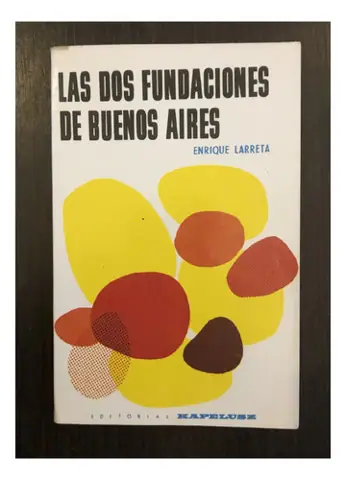 LAS DOS FUNDACIONES
DE BUENOS AIRES
ENRIQUE LARRETA
EDITORIAL KAPELUSZ